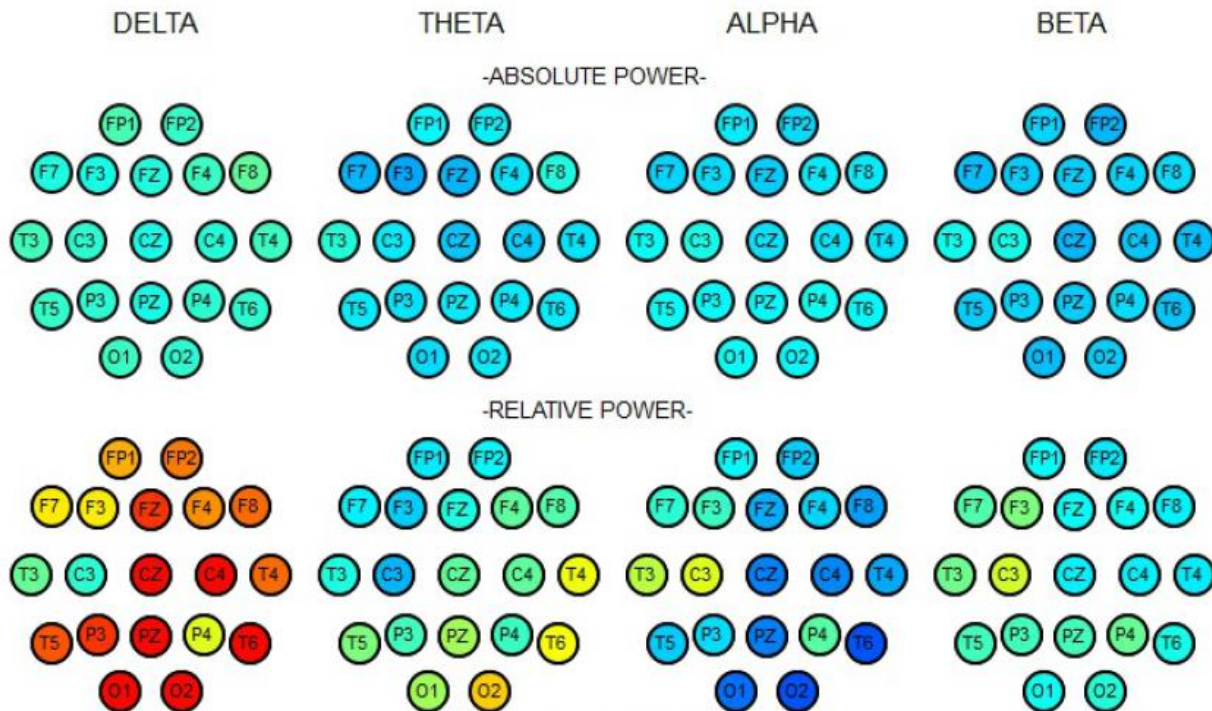 DELTA THETA ALPHA BETA
-ABSOLUTE POWER-
FP1 FP2 FP1 FP2 FP1 FP2 FP1 FP2
F7 F3 FZ F4 F8 F7 F3 FZ F4 F8 F7 F3 FZ F4 F8 F7 F3 FZ F4 F8
T3 C3 CZ C4 T4 T3 C3 CZ C4 T4 T3 C3 CZ C4 T4 T3 C3 CZ C4 T4
T5 P3 PZ P4 T6 T5 P3 PZ P4 T6 T5 P3 PZ P4 T6 T5 P3 PZ P4 T6
O1 O2 O1 O2 O1 O2 O1 O2
-RELATIVE POWER-
FP1 FP2 FP1 FP2 FP1 FP2 FP1 FP2
F7 F3 FZ F4 F8 F7 F3 FZ F4 F8 F7 F3 FZ F4 F8 F7 F3 FZ F4 F8
T3 C3 CZ C4 T4 T3 C3 CZ C4 T4 T3 C3 CZ C4 T4 T3 C3 CZ C4 T4
T5 P3 PZ P4 T6 T5 P3 PZ P4 T6 T5 P3 PZ P4 T6 T5 P3 PZ P4 T6
O1 O2 O1 O2 O1 O2 O1 O2